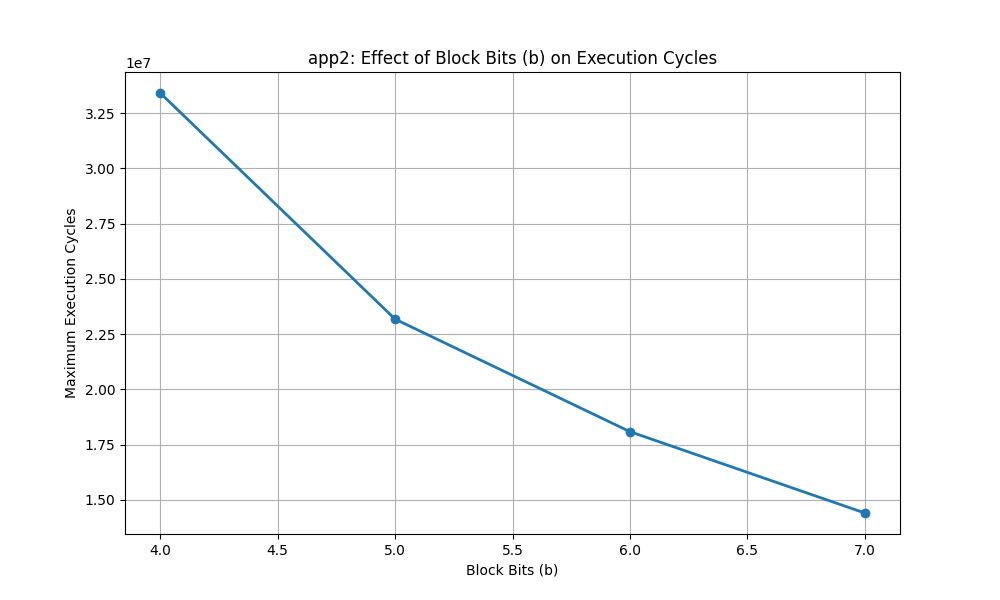 app2: Effect of Block Bits (b) on Execution Cycles
1e7
3.25
3.00
2.75
2.50
2.25
2.00
1.75
1.50
Maximum Execution Cycles
4.0 4.5 5.0 5.5 6.0 6.5 7.0
Block Bits (b)